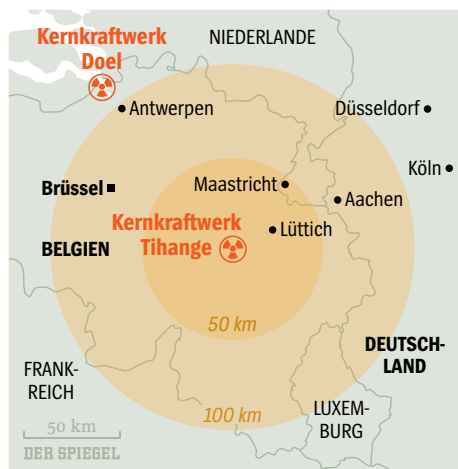 Kernkraftwerk
Doel
NIEDERLANDE
Antwerpen
Düsseldorf
Köln
Brüssel
Maastricht
Aachen
Kernkraftwerk
Tihange
Lüttich
BELGIEN
50 km
DEUTSCH-
LAND
FRANK-
REICH
100 km
LUXEM-
BURG
50 km
DER SPIEGEL